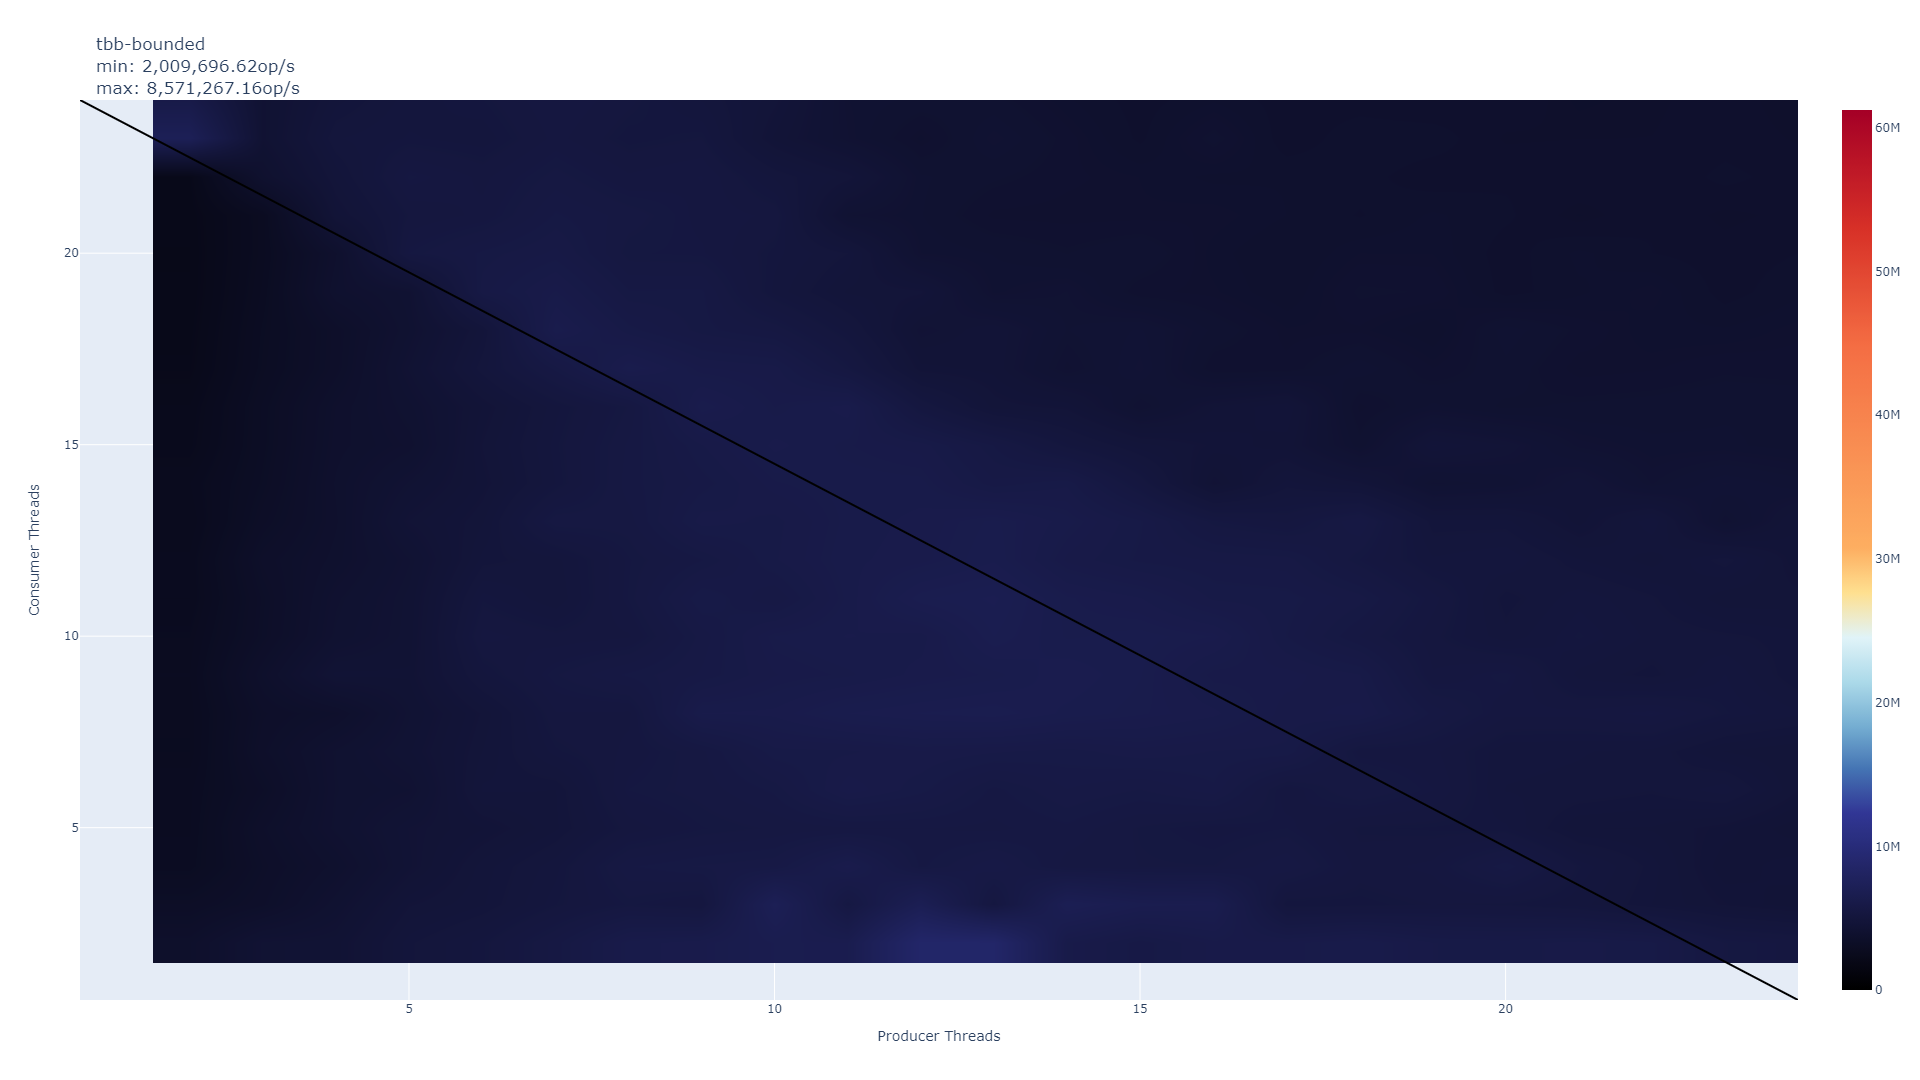 tbb-bounded
min: 2,009,696.62op/s
max: 8,571,267.16op/s
60M
50M
40M
30M
20M
10M
0
20
15
10
5
Consumer Threads
5
10
15
20
Producer Threads